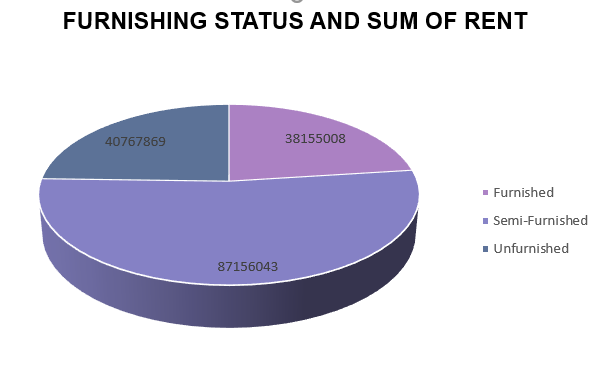 FURNISHING STATUS AND SUM OF RENT
40767869
38155008
87156043
Furnished
Semi-Furnished
Unfurnished